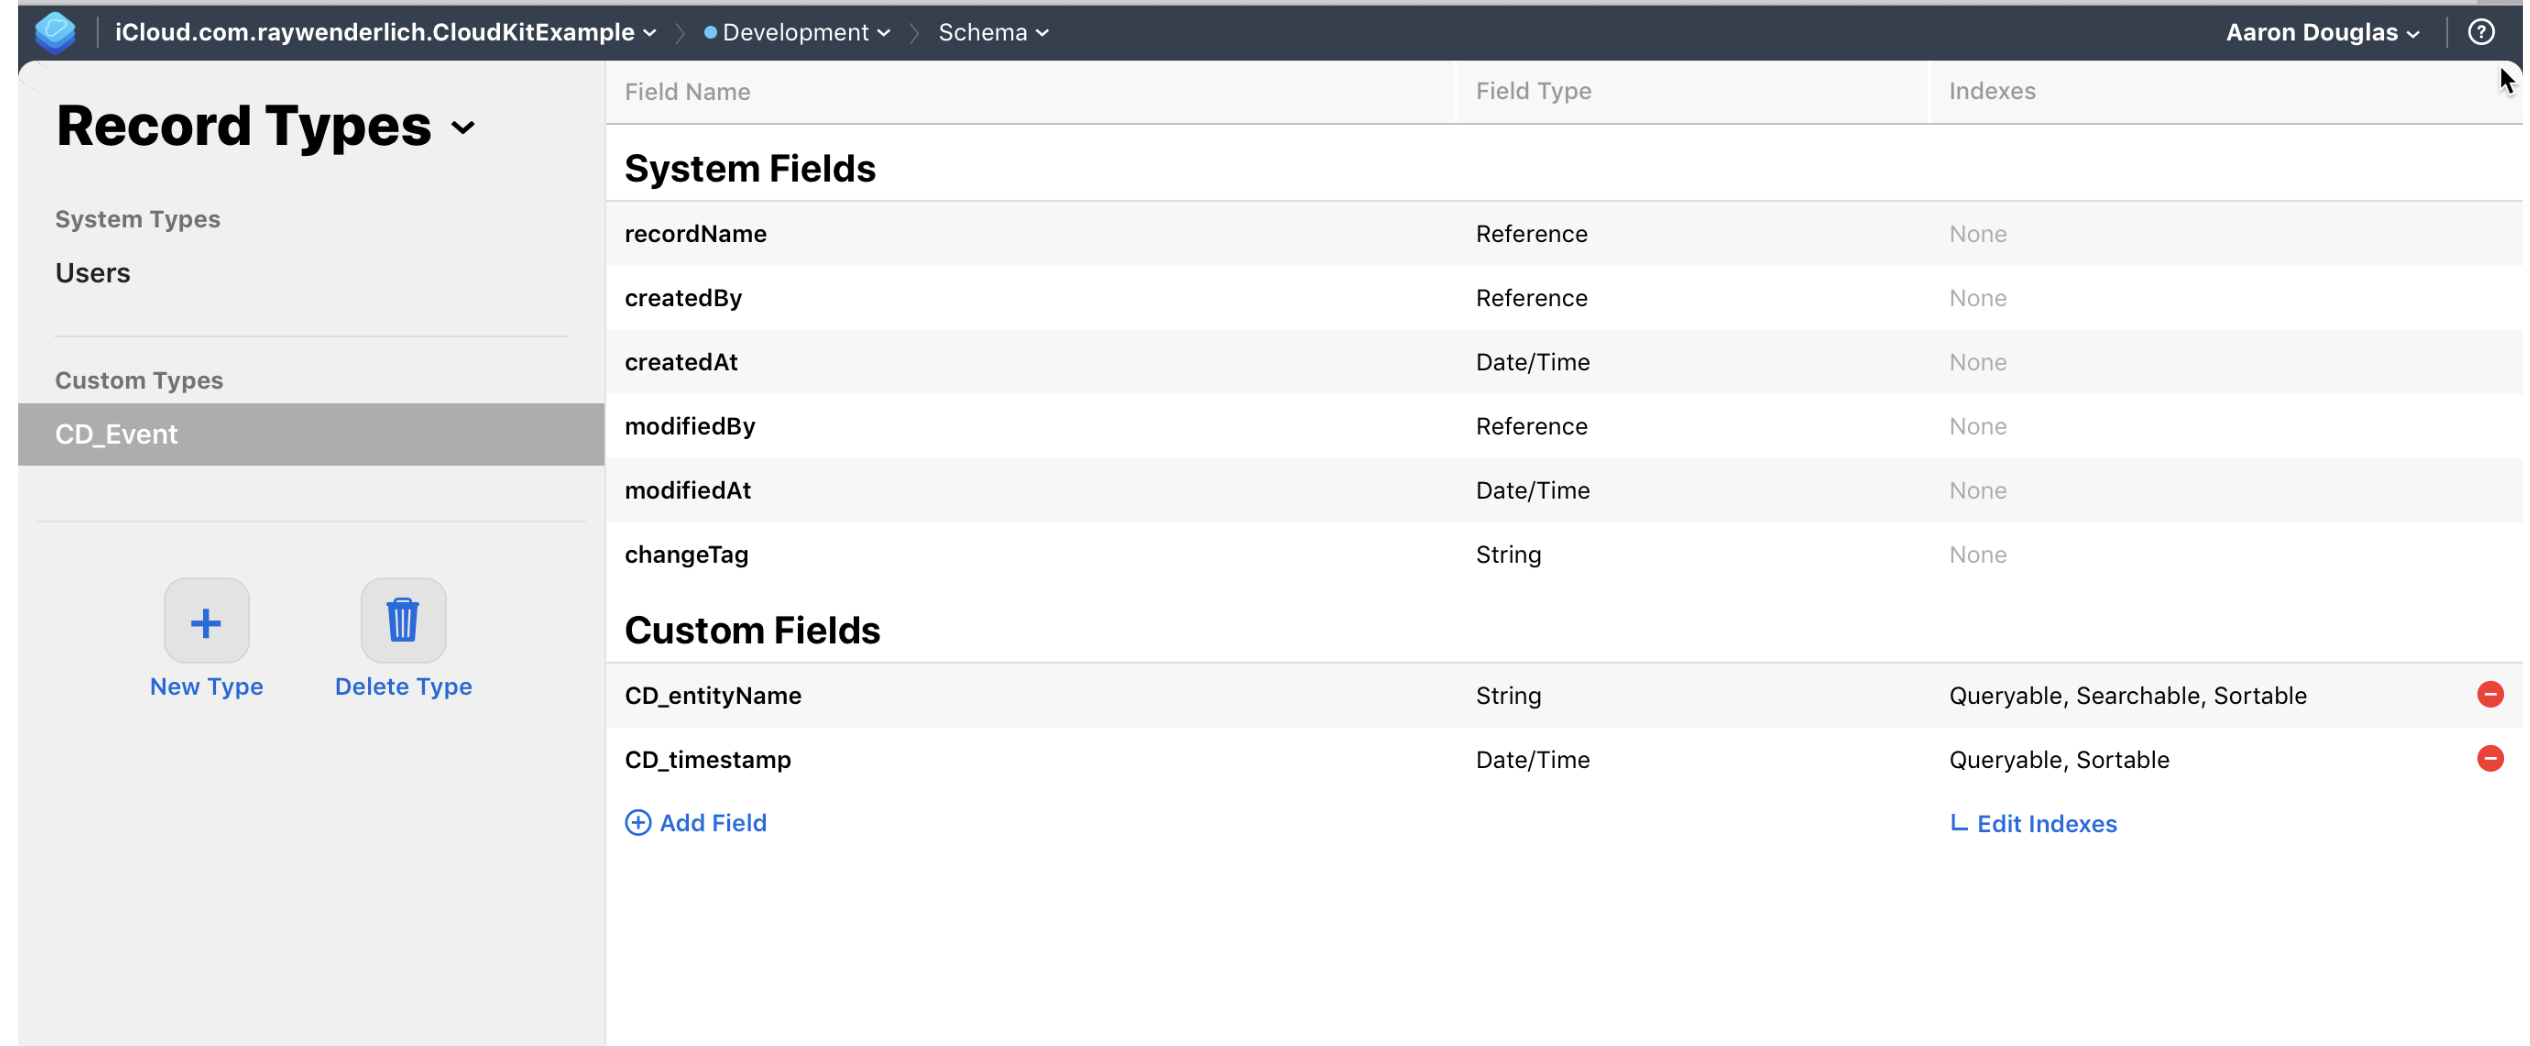 iCloud.com.raywenderlich.CloudKitExample Development Schema Aaron Douglas ?
Record Types
System Types
Users
Custom Types
CD_Event
New Type Delete Type
Field Name Field Type Indexes
System Fields
recordName Reference None
createdBy Reference None
createdAt Date/Time None
modifiedBy Reference None
modifiedAt Date/Time None
changeTag String None
Custom Fields
CD_entityName String Queryable, Searchable, Sortable
CD_timestamp Date/Time Queryable, Sortable
Add Field Edit Indexes